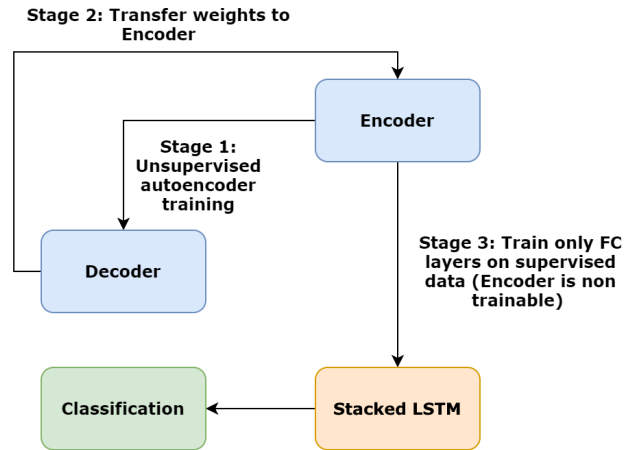 Stage 2: Transfer weights to
Encoder
Encoder
Stage 1:
Unsupervised
autoencoder
training
Decoder
Stage 3: Train only FC
layers on supervised
data (Encoder is non
trainable)
Classification
Stacked LSTM